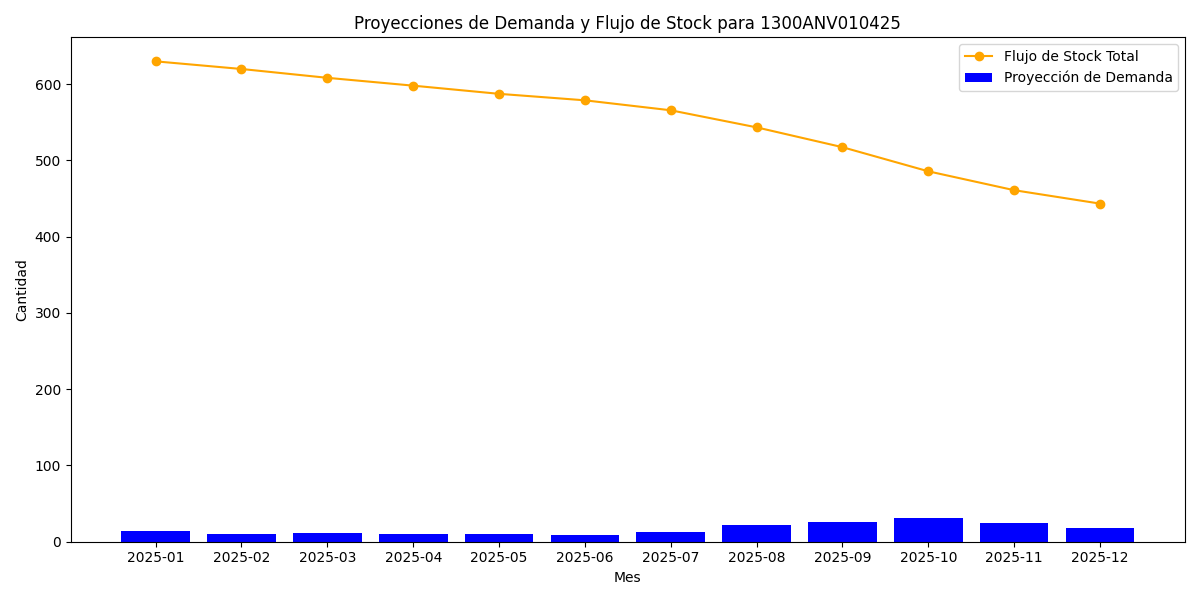 Proyecciones de Demanda y Flujo de Stock para 1300ANV010425
Flujo de Stock Total
Proyección de Demanda
Cantidad
600
500
400
300
200
100
0
2025-01 2025-02 2025-03 2025-04 2025-05 2025-06 2025-07 2025-08 2025-09 2025-10 2025-11 2025-12
Mes